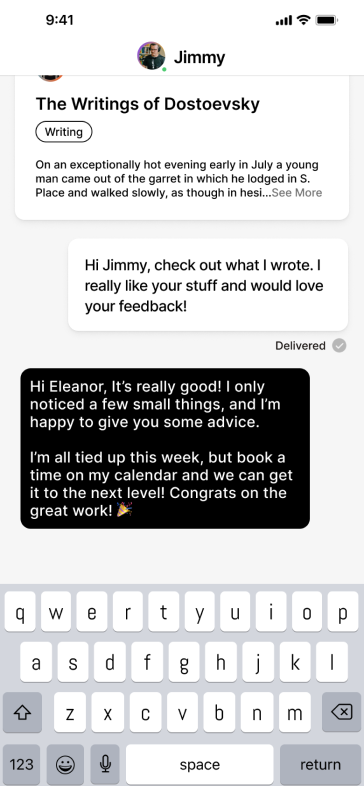 9:41
Jimmy
The Writings of Dostoevsky
Writing
On an exceptionally hot evening early in July a young
man came out of the garret in which he lodged in S.
Place and walked slowly, as though in hesi...See More
Hi Jimmy, check out what I wrote. I
really like your stuff and would love
your feedback!
Delivered
Hi Eleanor, It's really good! I only
noticed a few small things, and I'm
happy to give you some advice.
I'm all tied up this week, but book a
time on my calendar and we can get
it to the next level! Congrats on the
great work! 🎉
q w e r t y u i o p
a s d f g h j k l
z x c v b n m
123 space return